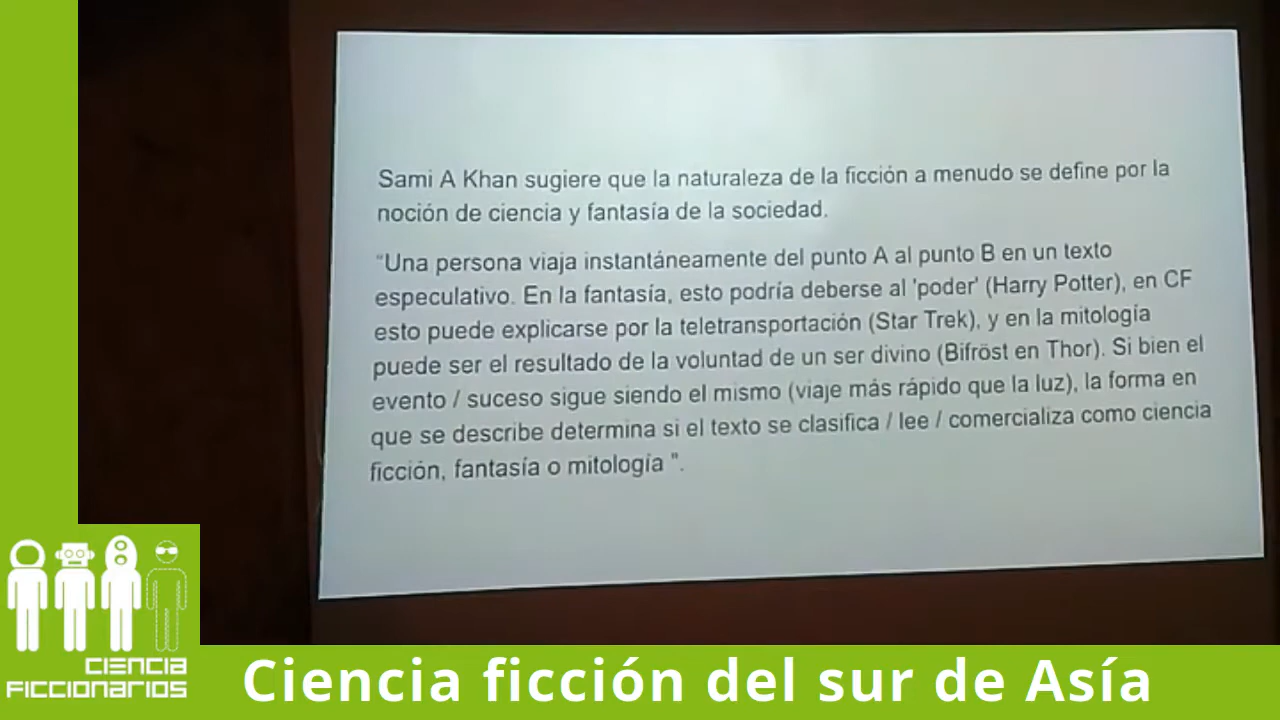 Sami A Khan sugiere que la naturaleza de la ficción a menudo se define por la
noción de ciencia y fantasía de la sociedad.
“Una persona viaja instantáneamente del punto A al punto B en un texto
especulativo. En la fantasía, esto podría deberse al 'poder' (Harry Potter), en CF
esto puede explicarse por la teletransportación (Star Trek), y en la mitología
puede ser el resultado de la voluntad de un ser divino (Bifröst en Thor). Si bien el
evento / suceso sigue siendo el mismo (viaje más rápido que la luz), la forma en
que se describe determina si el texto se clasifica / lee / comercializa como ciencia
ficción, fantasía o mitología ".
CIENCIA
FICCIONARIOS
Ciencia ficción del sur de Asía